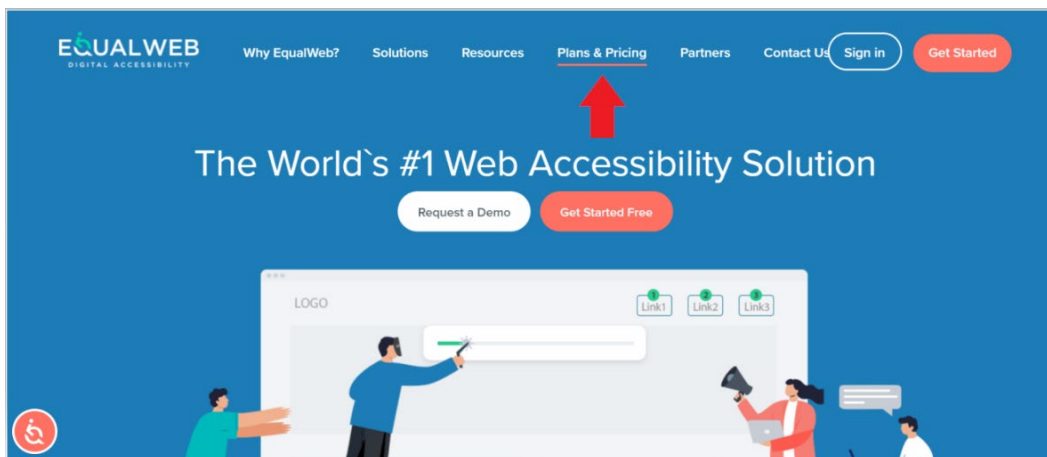 EQUALWEB
DIGITAL ACCESSIBILITY
Why EqualWeb?
Solutions
Resources
Plans & Pricing
Partners
Contact Us
Sign in
Get Started
The World`s #1 Web Accessibility Solution
Request a Demo
Get Started Free
LOGO
1
Link1
2
Link2
3
Link3